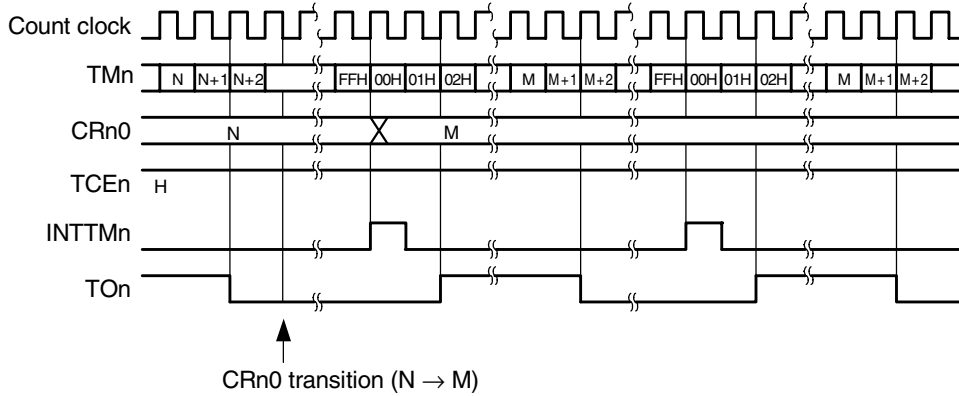 Count clock
TMn N N+1 N+2 FFH 00H 01H 02H M M+1 M+2 FFH 00H 01H 02H M M+1 M+2
CRn0 N M
TCEn H
INTTMn
TOn
CRn0 transition (N → M)